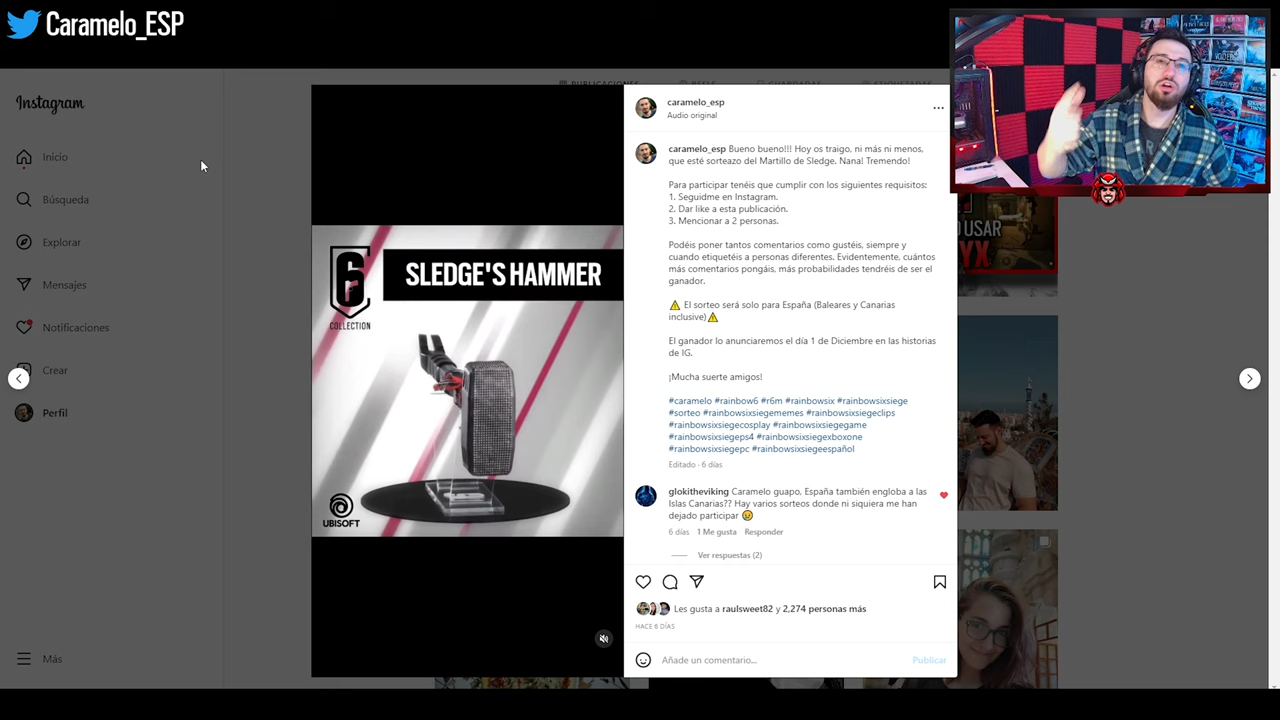 Caramelo_ESP
Instagram
Inicio
Búsqueda
Explorar
Mensajes
Notificaciones
Crear
Perfil
Más
PUBLICACIONES
REELS
GUARDADAS
ETIQUETADAS
6
COLLECTION
SLEDGE'S HAMMER
UBISOFT
caramelo_esp
Audio original
caramelo_esp Bueno bueno!!! Hoy os traigo, ni más ni menos,
que esté sorteazo del Martillo de Sledge. Nana! Tremendo!
Para participar tenéis que cumplir con los siguientes requisitos:
1. Seguidme en Instagram.
2. Dar like a esta publicación.
3. Mencionar a 2 personas.
Podéis poner tantos comentarios como gustéis, siempre y
cuando etiquetéis a personas diferentes. Evidentemente, cuántos
más comentarios pongáis, más probabilidades tendréis de ser el
ganador.
⚠️ El sorteo será solo para España (Baleares y Canarias
inclusive)⚠️
El ganador lo anunciaremos el día 1 de Diciembre en las historias
de IG.
¡Mucha suerte amigos!
#caramelo #rainbow6 #r6m #rainbowsix #rainbowsixsiege
#sorteo #rainbowsixsiegememes #rainbowsixsiegeclips
#rainbowsixsiegecosplay #rainbowsixsiegegame
#rainbowsixsiegeps4 #rainbowsixsiegexboxone
#rainbowsixsiegepc #rainbowsixsiegeespañol
Editado · 6 días
glokitheviking Caramelo guapo, España también engloba a las
Islas Canarias?? Hay varios sorteos donde ni siquiera me han
dejado participar 😥
6 días 1 Me gusta Responder
Ver respuestas (2)
Les gusta a raulsweet82 y 2,274 personas más
HACE 6 DÍAS
Añade un comentario...
Publicar
USAR